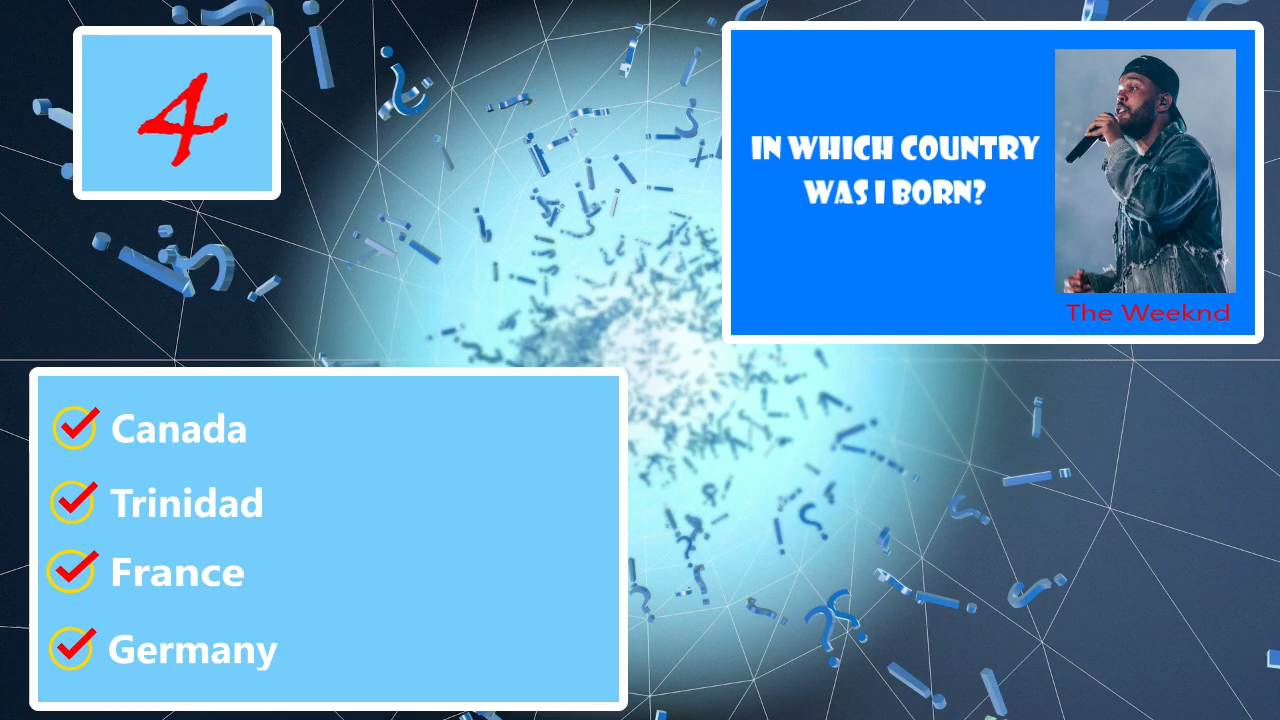 4
IN WHICH COUNTRY
WAS I BORN?
The Weeknd
Canada
Trinidad
France
Germany